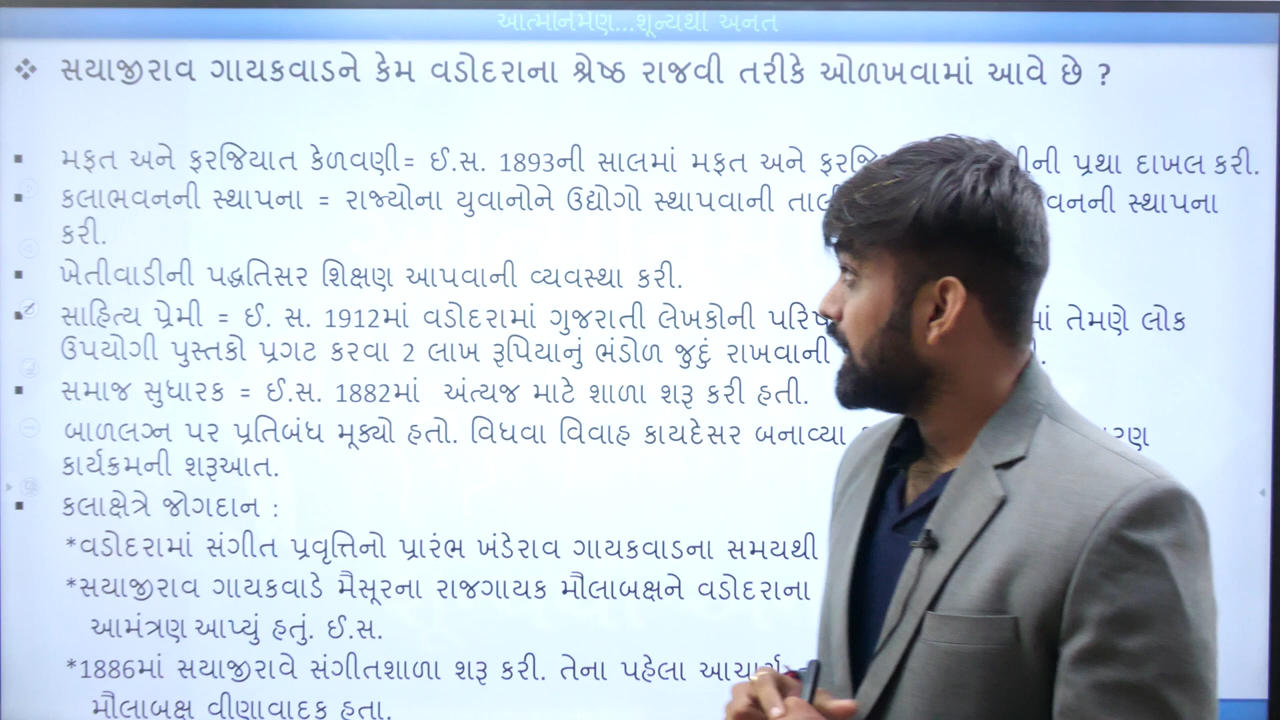 આત્મનિર્માણ...શૂન્યથી અનંત
❖ સયાજીરાવ ગાયકવાડને કેમ વડોદરાના શ્રેષ્ઠ રાજવી તરીકે ઓળખવામાં આવે છે ?
▪ મફત અને ફરજિયાત કેળવણી= ઈ.સ. 1893ની સાલમાં મફત અને ની પ્રથા દાખલ કરી.
▪ કલાભવનની સ્થાપના = રાજ્યોના યુવાનોને ઉદ્યોગો સ્થાપવાની ની સ્થાપના
કરી.
▪ ખેતીવાડીની પદ્ધતિસર શિક્ષણ આપવાની વ્યવસ્થા કરી.
▪ સાહિત્ય પ્રેમી = ઈ. સ. 1912માં વડોદરામાં ગુજરાતી લેખકોની તેમણે લોક
ઉપયોગી પુસ્તકો પ્રગટ કરવા 2 લાખ રૂપિયાનું ભંડોળ જુદું રાખવાની
▪ સમાજ સુધારક = ઈ.સ. 1882માં અંત્યજ માટે શાળા શરૂ કરી હતી.
બાળલગ્ન પર પ્રતિબંધ મૂક્યો હતો. વિધવા વિવાહ કાયદેસર બનાવ્યા
કાર્યક્રમની શરૂઆત.
▪ કલાક્ષેત્રે જોગદાન :
*વડોદરામાં સંગીત પ્રવૃત્તિનો પ્રારંભ ખંડેરાવ ગાયકવાડના સમયથી
*સયાજીરાવ ગાયકવાડે મૈસૂરના રાજગાયક મૌલાબક્ષને વડોદરાના
આમંત્રણ આપ્યું હતું. ઈ.સ.
*1886માં સયાજીરાવે સંગીતશાળા શરૂ કરી. તેના પહેલા
મૌલાબક્ષ વીણાવાદક હતા.